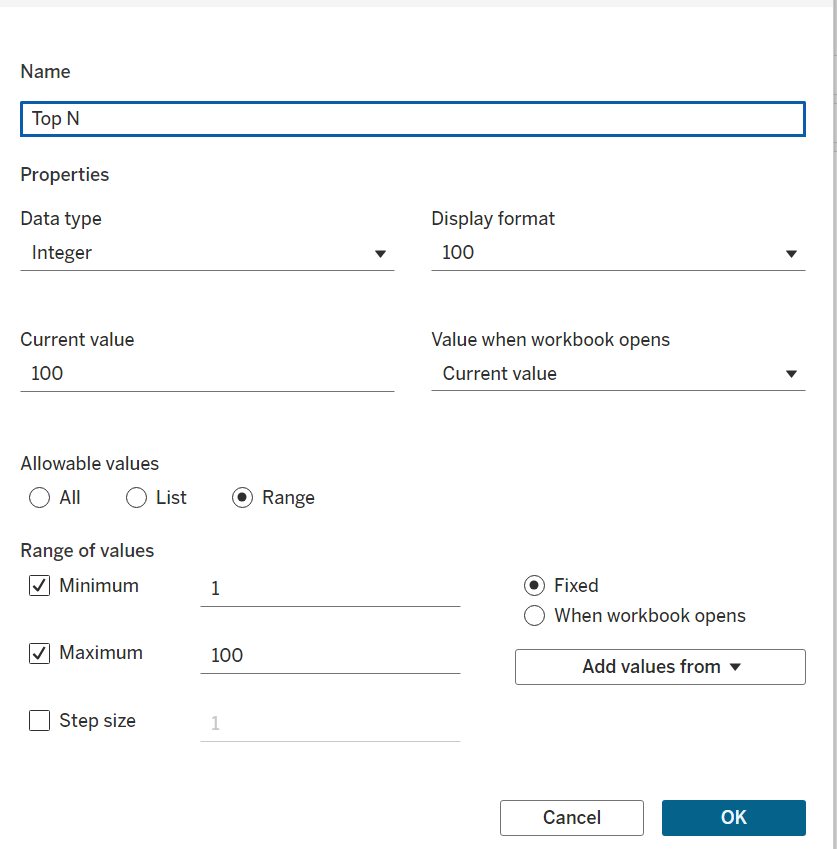 Name
Top N
Properties
Data type
Display format
Integer
100
Current value
Value when workbook opens
100
Current value
Allowable values
All
List
Range
Range of values
Minimum
1
Fixed
When workbook opens
Maximum
100
Add values from
Step size
1
Cancel
OK